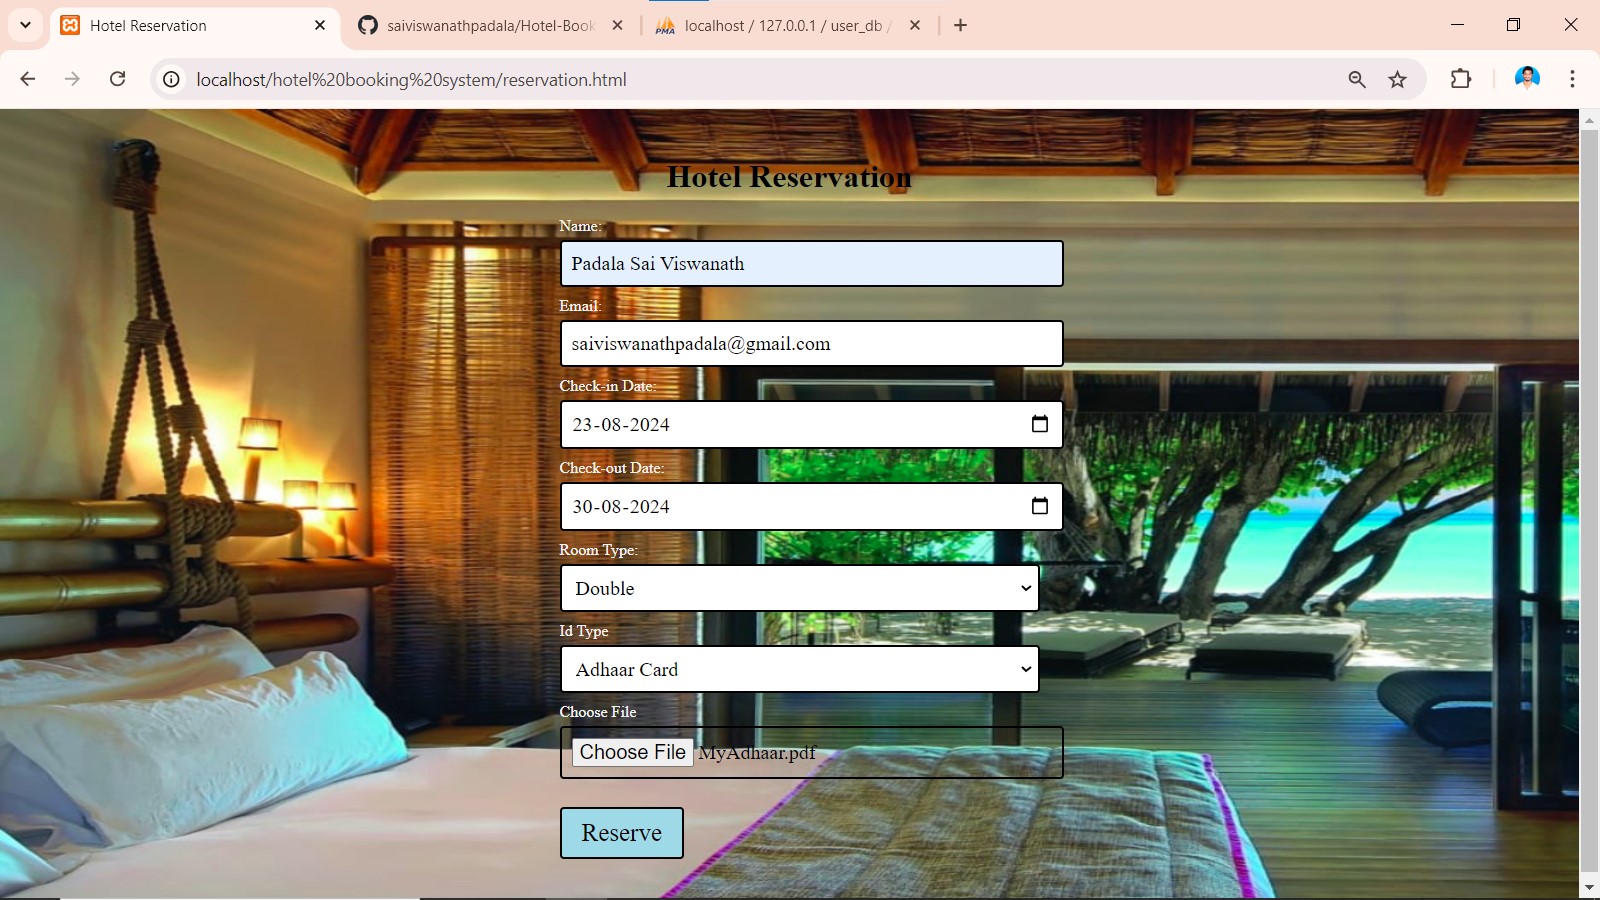 Hotel Reservation
saiviswanathpadala/Hotel-Book
PMA
localhost / 127.0.0.1 / user_db /
localhost/hotel%20booking%20system/reservation.html
Hotel Reservation
Name:
Padala Sai Viswanath
Email:
saiviswanathpadala@gmail.com
Check-in Date:
23-08-2024
Check-out Date:
30-08-2024
Room Type:
Double
Id Type
Adhaar Card
Choose File
Choose File MyAdhaar.pdf
Reserve